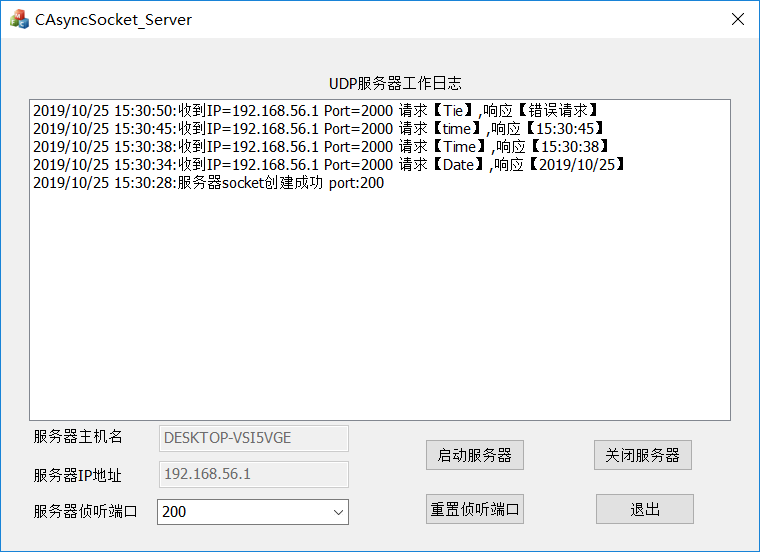 CAsyncSocket_Server
UDP服务器工作日志
2019/10/25 15:30:50:收到IP=192.168.56.1 Port=2000 请求【Tie】,响应【错误请求】
2019/10/25 15:30:45:收到IP=192.168.56.1 Port=2000 请求【time】,响应【15:30:45】
2019/10/25 15:30:38:收到IP=192.168.56.1 Port=2000 请求【Time】,响应【15:30:38】
2019/10/25 15:30:34:收到IP=192.168.56.1 Port=2000 请求【Date】,响应【2019/10/25】
2019/10/25 15:30:28:服务器socket创建成功 port:200
服务器主机名 DESKTOP-VSI5VGE 启动服务器 关闭服务器
服务器IP地址 192.168.56.1
服务器侦听端口 200 重置侦听端口 退出